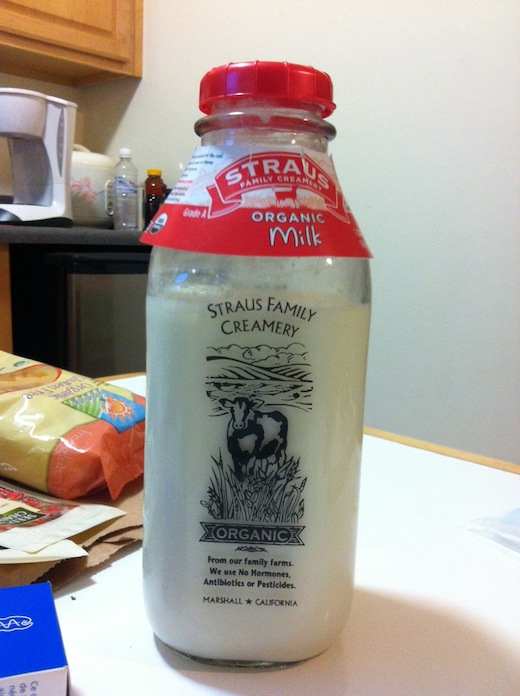 STRAUS
FAMILY CREAMERY
Grade A
ORGANIC
Milk
STRAUS FAMILY
CREAMERY
ORGANIC
From our family farms.
We use No Hormones,
Antibiotics or Pesticides.
MARSHALL ★ CALIFORNIA
Organic